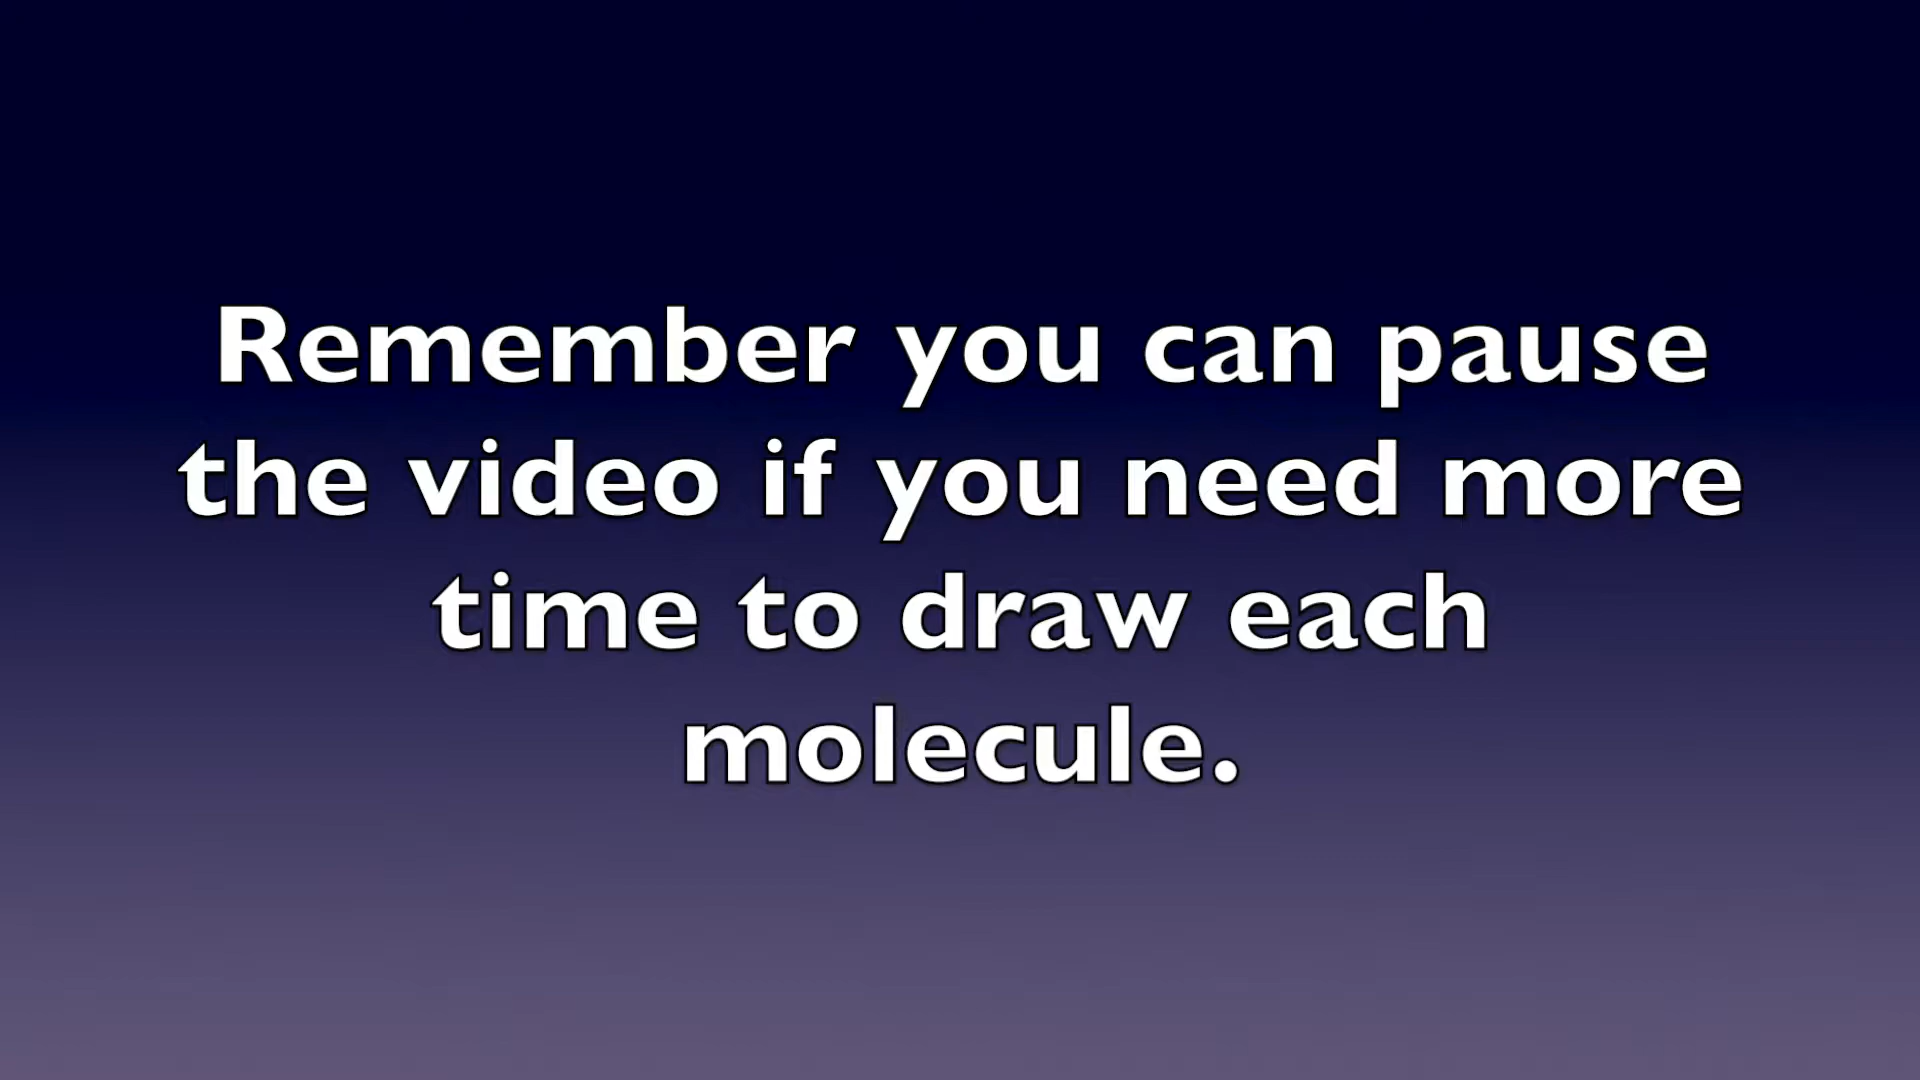 Remember you can pause
the video if you need more
time to draw each
molecule.